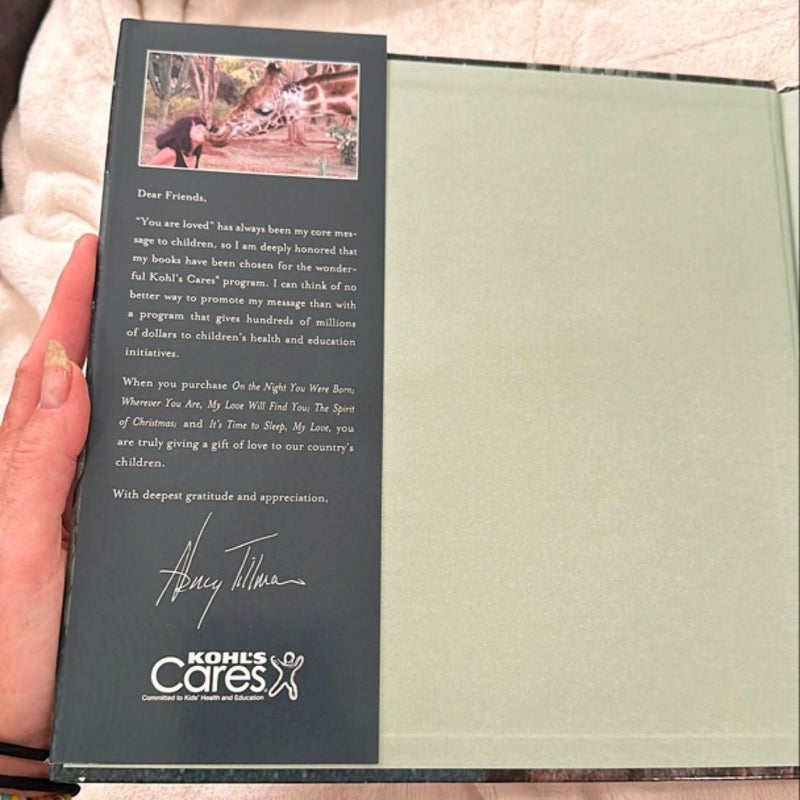 Dear Friends,
"You are loved" has always been my core mes-
sage to children, so I am deeply honored that
my books have been chosen for the wonder-
ful Kohl's Cares® program. I can think of no
better way to promote my message than with
a program that gives hundreds of millions
of dollars to children's health and education
initiatives.
When you purchase On the Night You Were Born;
Wherever You Are, My Love Will Find You; The Spirit
of Christmas; and It's Time to Sleep, My Love, you
are truly giving a gift of love to our country's
children.
With deepest gratitude and appreciation,
Nancy Tillman
KOHL'S
Cares®
Committed to Kids' Health and Education